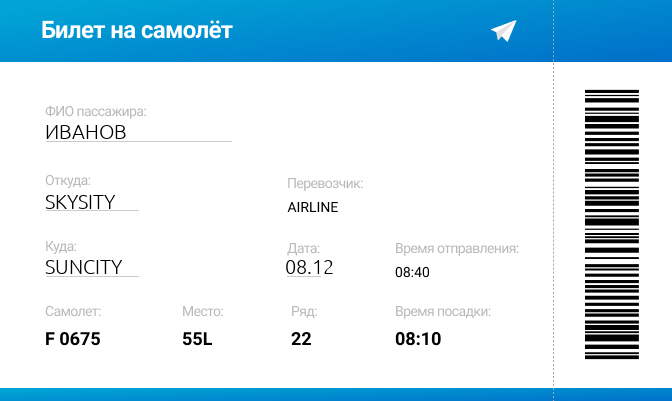 Билет на самолёт
ФИО пассажира:
ИВАНОВ
Откуда:
SKYSITY
Перевозчик:
AIRLINE
Куда:
SUNCITY
Дата:
08.12
Время отправления:
08:40
Самолет:
F 0675
Место:
55L
Ряд:
22
Время посадки:
08:10